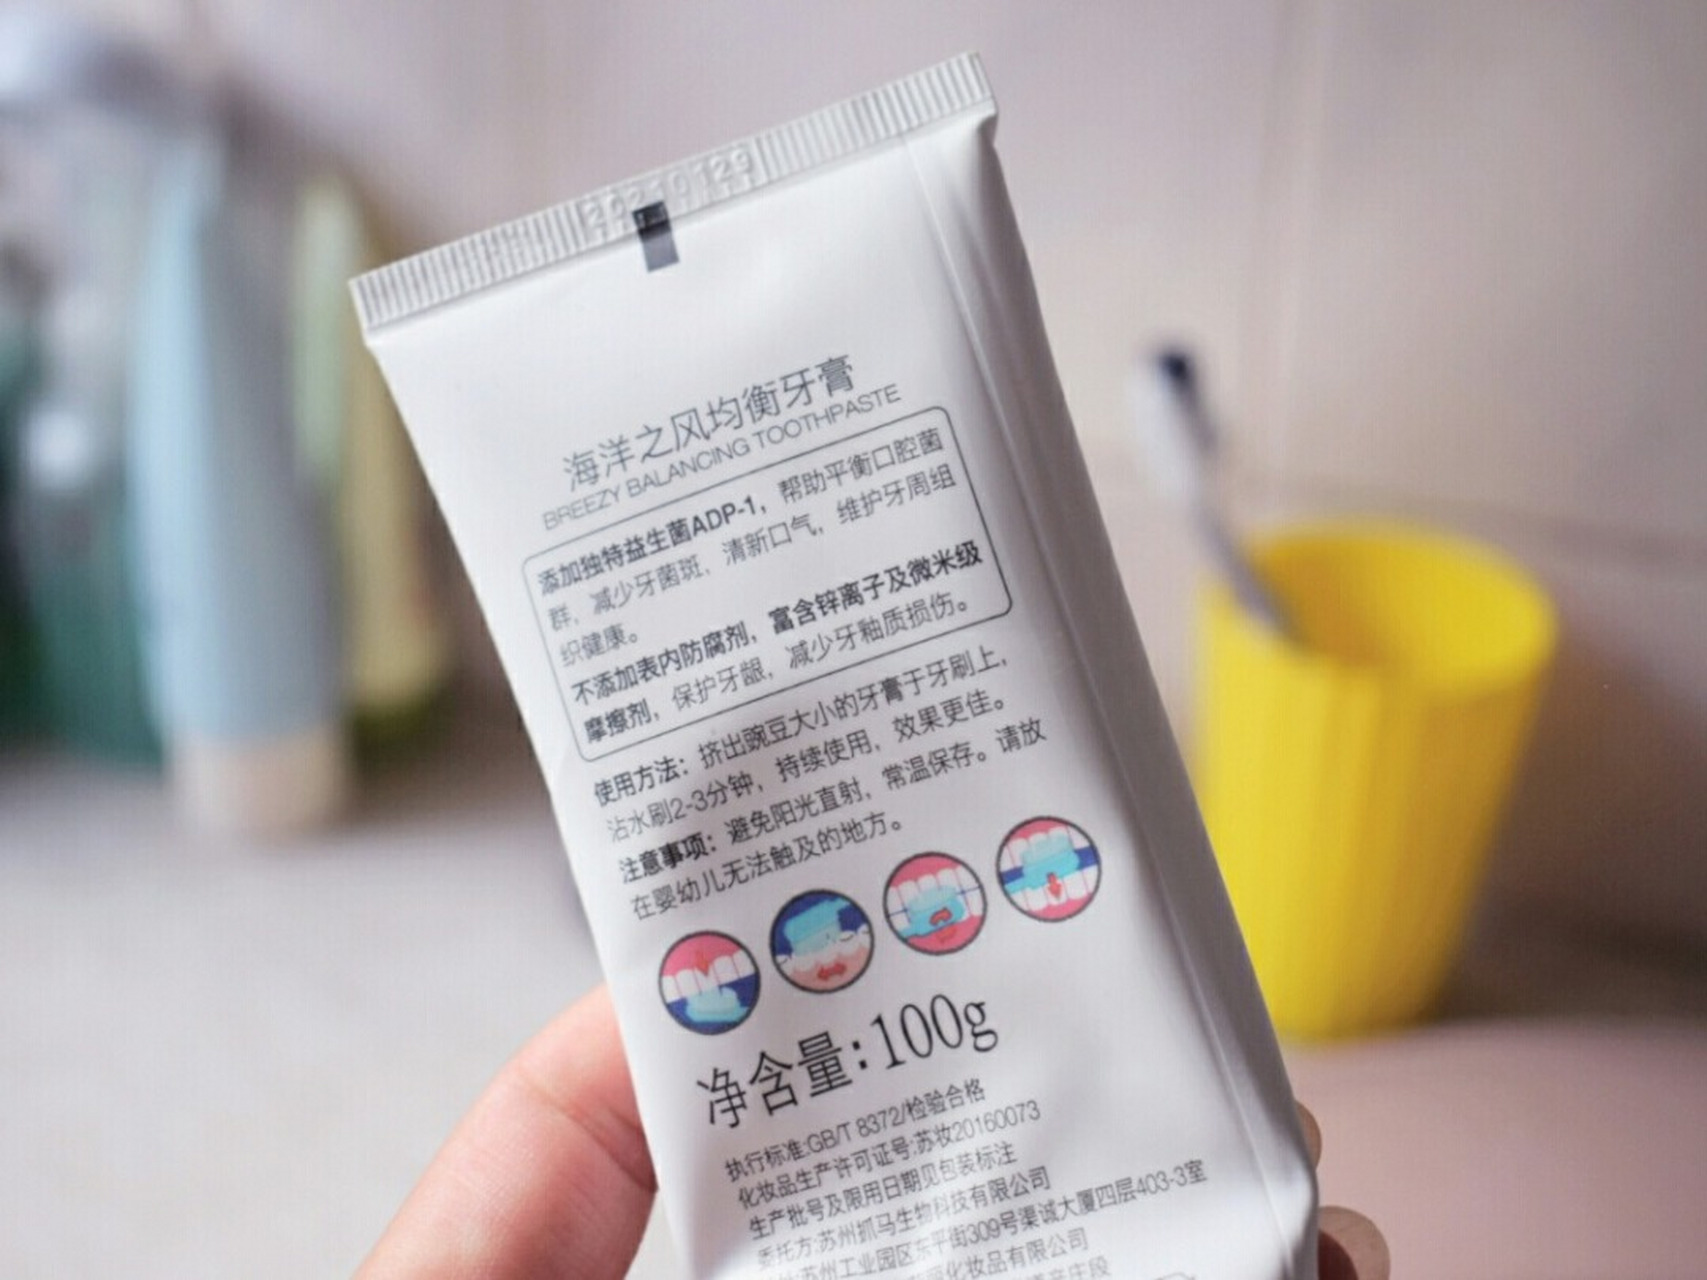 20210129
海洋之风均衡牙膏
BREEZY BALANCING TOOTHPASTE
添加独特益生菌ADP-1，帮助平衡口腔菌
群，减少牙菌斑，清新口气，维护牙周组
织健康。
不添加表内防腐剂，富含锌离子及微米级
摩擦剂，保护牙龈，减少牙釉质损伤。
使用方法：挤出豌豆大小的牙膏于牙刷上，
沾水刷2-3分钟，持续使用，效果更佳。
注意事项：避免阳光直射，常温保存。请放
在婴幼儿无法触及的地方。
净含量：100g
执行标准:GB/T 8372/检验合格
化妆品生产许可证号:苏妆20160073
生产批号及限用日期见包装标注
委托方:苏州抓马生物科技有限公司
苏州工业园区东平街309号渠诚大厦四层403-3室
化妆品有限公司
庄段